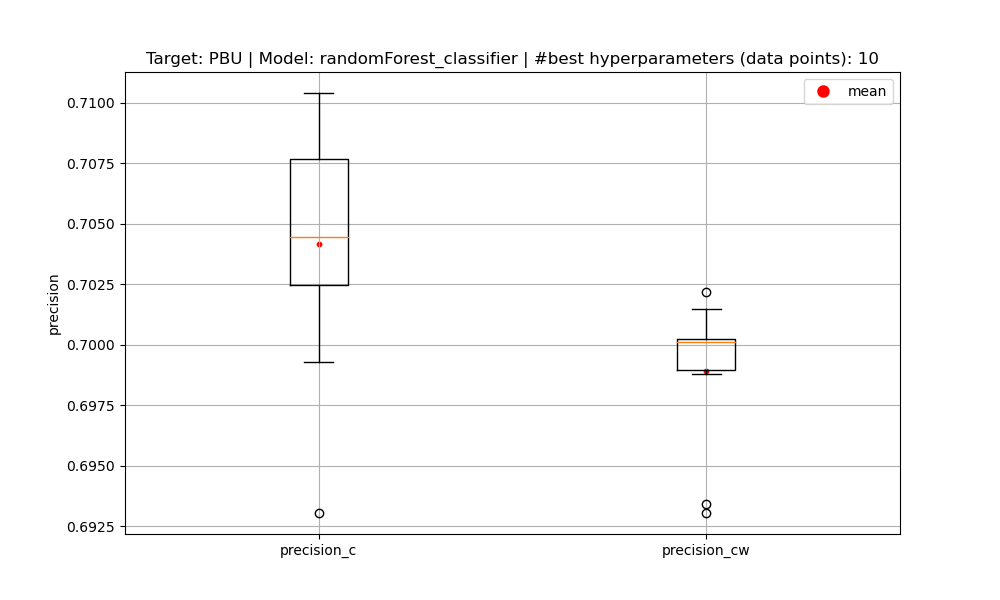 Target: PBU | Model: randomForest_classifier | #best hyperparameters (data points): 10
mean
0.7100
0.7075
0.7050
0.7025
0.7000
0.6975
0.6950
0.6925
precision
precision_c
precision_cw